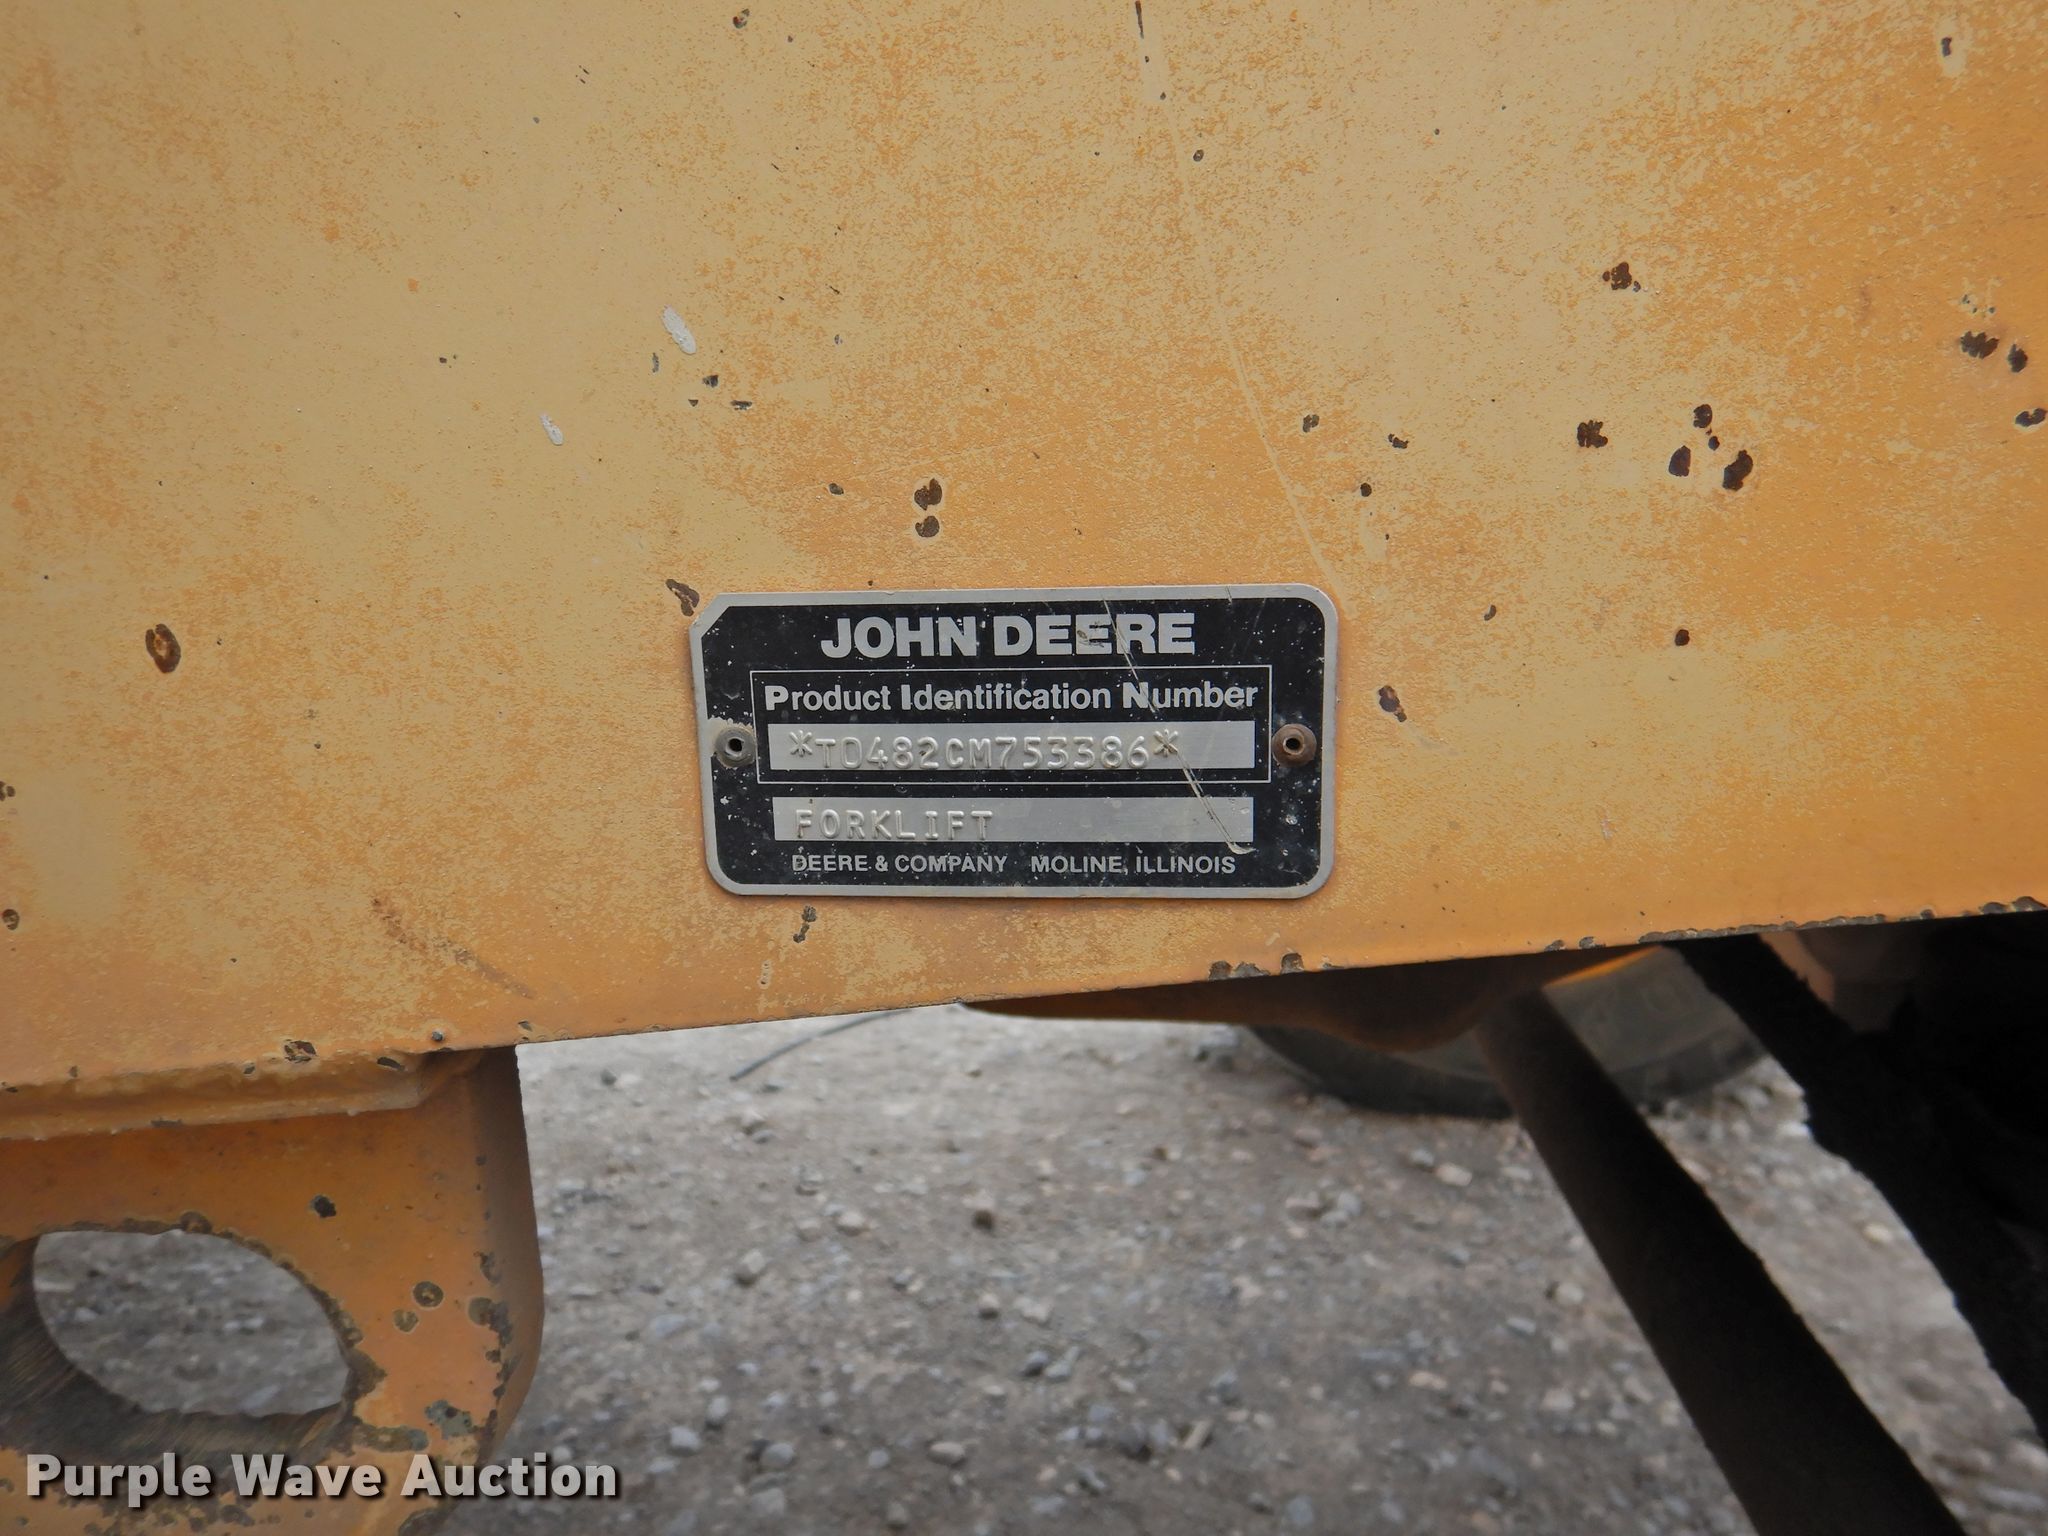 JOHN DEERE
Product Identification Number
*T0482CM753386*
FORKLIFT
DEERE & COMPANY MOLINE, ILLINOIS
Purple Wave Auction